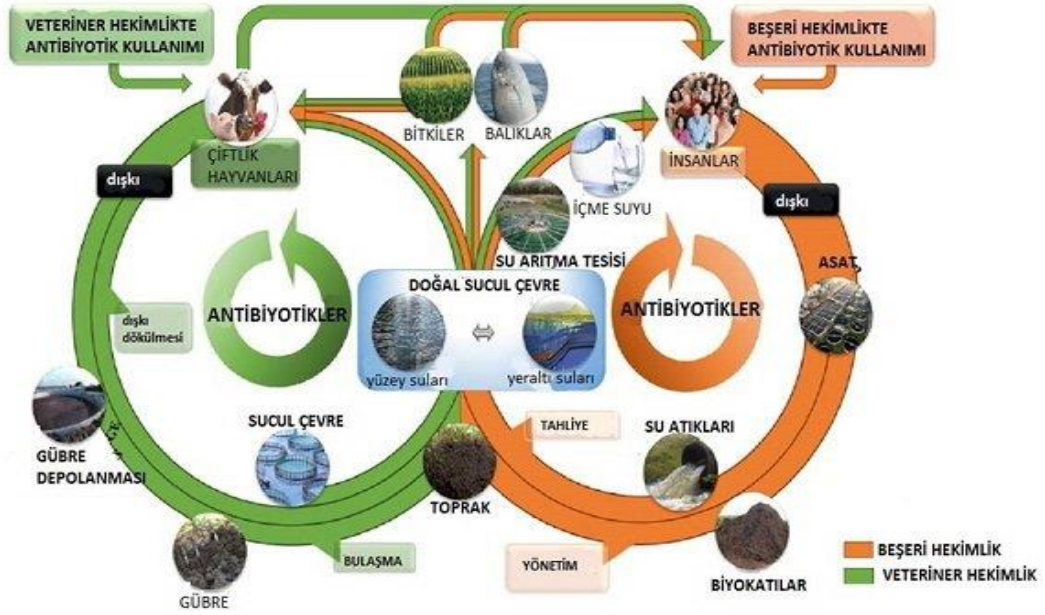 VETERİNER HEKİMLİKTE
ANTİBİYOTİK KULLANIMI
BEŞERİ HEKİMLİKTE
ANTİBİYOTİK KULLANIMI
BİTKİLER
BALIKLAR
ÇİFTLİK
HAYVANLARI
İNSANLAR
dışkı
dışkı
İÇME SUYU
SU ARITMA TESİSİ
ASAT
DOĞAL SUCUL ÇEVRE
ANTİBİYOTİKLER
ANTİBİYOTİKLER
dışkı
dökülmesi
yüzey suları
yeraltı suları
SUCUL ÇEVRE
TAHLİYE
SU ATIKLARI
GÜBRE
DEPOLANMASI
TOPRAK
BULAŞMA
YÖNETİM
BİYOKATILAR
GÜBRE
BEŞERİ HEKİMLİK
VETERİNER HEKİMLİK